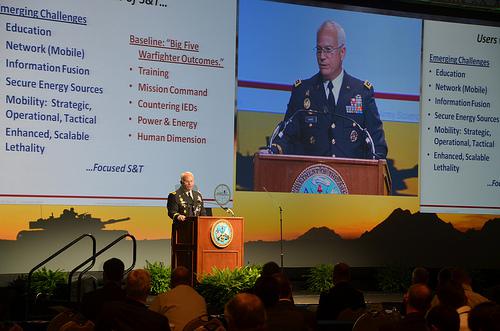 of S&T...
Emerging Challenges
Education
Network (Mobile)
Information Fusion
Secure Energy Sources
Mobility: Strategic,
Operational, Tactical
Enhanced, Scalable
Lethality
...Focused S&T
Baseline: "Big Five
Warfighter Outcomes."
• Training
• Mission Command
• Countering IEDs
• Power & Energy
• Human Dimension
Users
Emerging Challenges
• Education
• Network (Mobile)
• Information Fusion
• Secure Energy Sources
• Mobility: Strategic,
Operational, Tactical
• Enhanced, Scalable
Lethality
...Fo